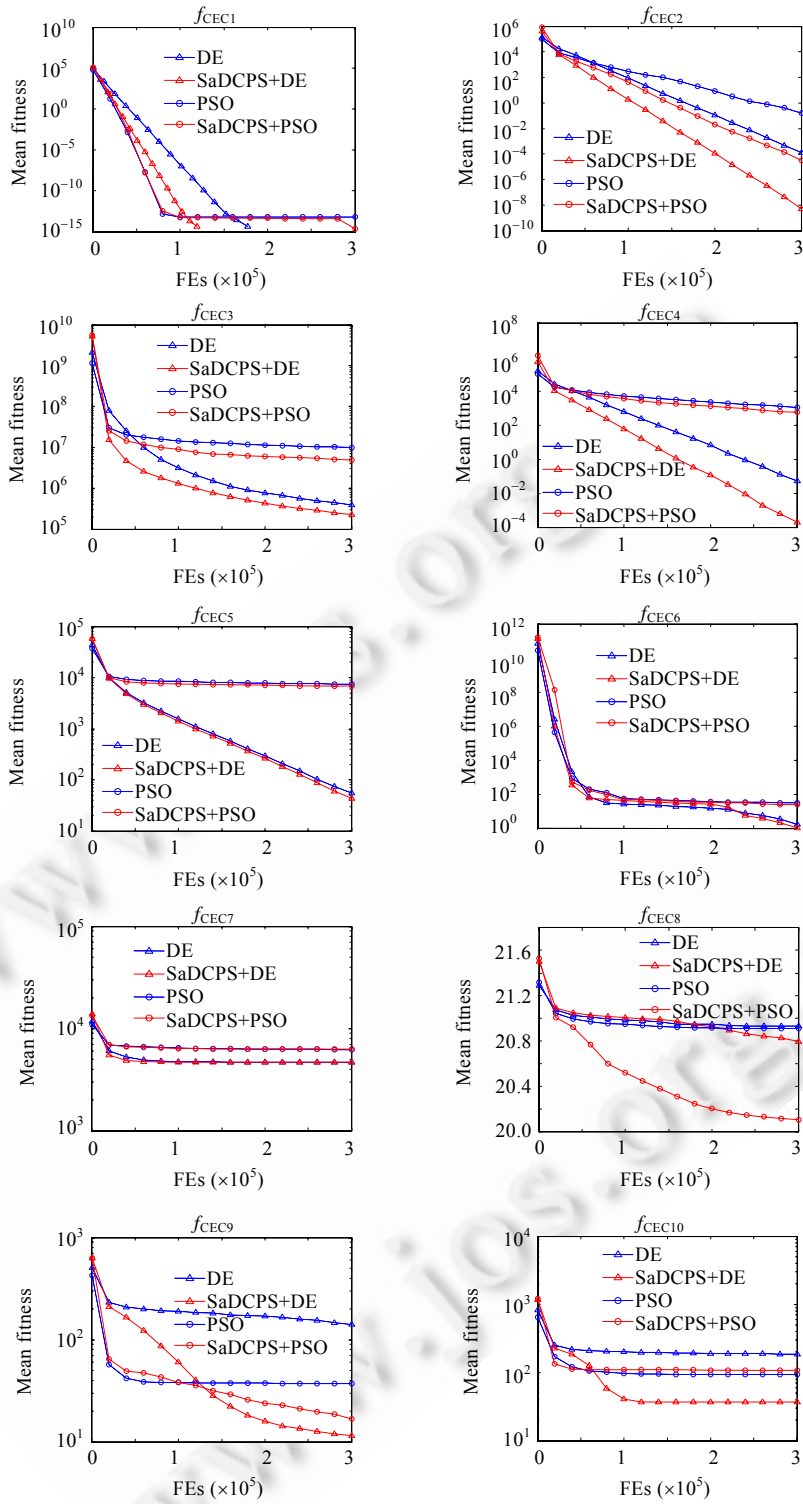 fCEC1
Mean fitness
10^10
10^5
10^0
10^-5
10^-10
10^-15
DE
SaDCPS+DE
PSO
SaDCPS+PSO
0 1 2 3
FEs (×10^5)
fCEC2
Mean fitness
10^6
10^4
10^2
10^0
10^-2
10^-4
10^-6
10^-8
10^-10
DE
SaDCPS+DE
PSO
SaDCPS+PSO
0 1 2 3
FEs (×10^5)
fCEC3
Mean fitness
10^10
10^9
10^8
10^7
10^6
10^5
DE
SaDCPS+DE
PSO
SaDCPS+PSO
0 1 2 3
FEs (×10^5)
fCEC4
Mean fitness
10^8
10^6
10^4
10^2
10^0
10^-2
10^-4
DE
SaDCPS+DE
PSO
SaDCPS+PSO
0 1 2 3
FEs (×10^5)
fCEC5
Mean fitness
10^5
10^4
10^3
10^2
10^1
DE
SaDCPS+DE
PSO
SaDCPS+PSO
0 1 2 3
FEs (×10^5)
fCEC6
Mean fitness
10^12
10^10
10^8
10^6
10^4
10^2
10^0
DE
SaDCPS+DE
PSO
SaDCPS+PSO
0 1 2 3
FEs (×10^5)
fCEC7
Mean fitness
10^5
10^4
10^3
DE
SaDCPS+DE
PSO
SaDCPS+PSO
0 1 2 3
FEs (×10^5)
fCEC8
Mean fitness
21.6
21.2
20.8
20.4
20.0
DE
SaDCPS+DE
PSO
SaDCPS+PSO
0 1 2 3
FEs (×10^5)
fCEC9
Mean fitness
10^3
10^2
10^1
DE
SaDCPS+DE
PSO
SaDCPS+PSO
0 1 2 3
FEs (×10^5)
fCEC10
Mean fitness
10^4
10^3
10^2
10^1
DE
SaDCPS+DE
PSO
SaDCPS+PSO
0 1 2 3
FEs (×10^5)
www.jos.org